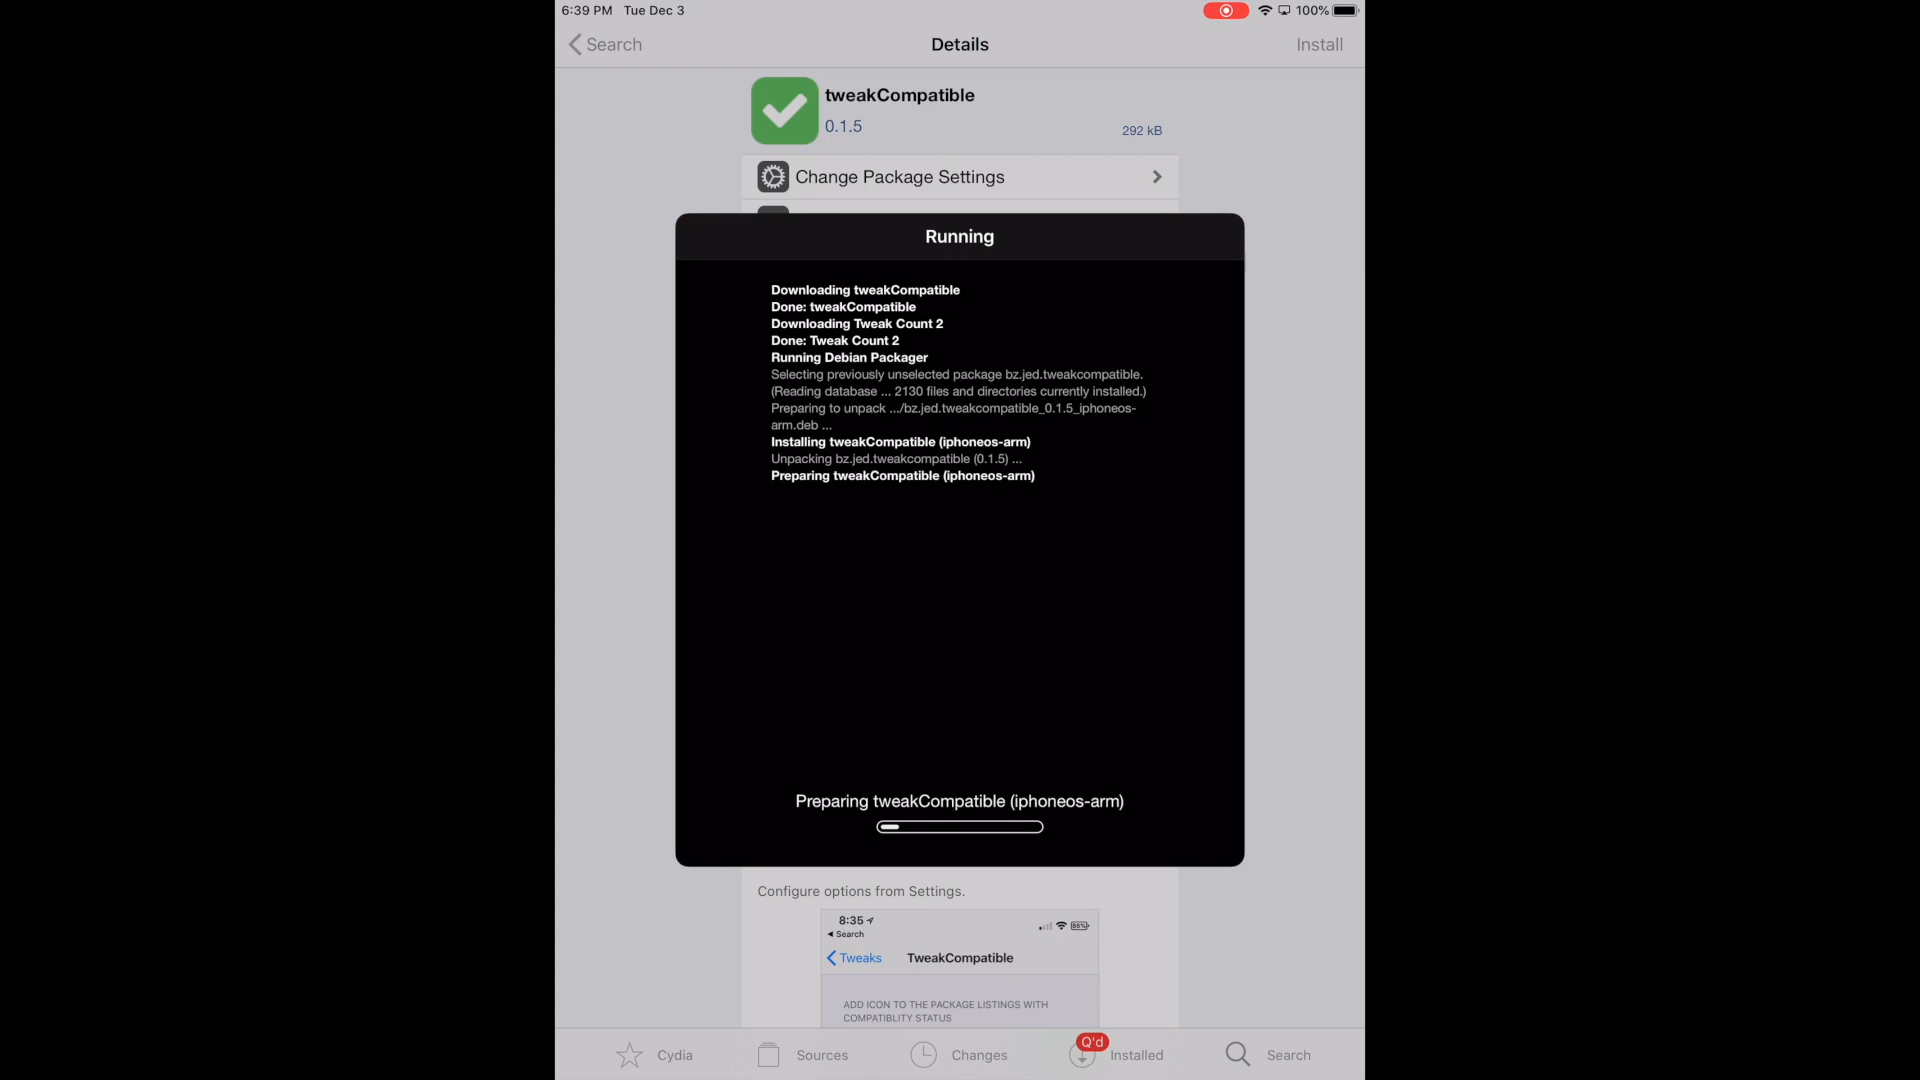 6:39 PM Tue Dec 3
100%
Search
Details
Install
tweakCompatible
0.1.5
292 kB
Change Package Settings
Running
Downloading tweakCompatible
Done: tweakCompatible
Downloading Tweak Count 2
Done: Tweak Count 2
Running Debian Packager
Selecting previously unselected package bz.jed.tweakcompatible.
(Reading database ... 2130 files and directories currently installed.)
Preparing to unpack .../bz.jed.tweakcompatible_0.1.5_iphoneos-
arm.deb ...
Installing tweakCompatible (iphoneos-arm)
Unpacking bz.jed.tweakcompatible (0.1.5) ...
Preparing tweakCompatible (iphoneos-arm)
Preparing tweakCompatible (iphoneos-arm)
Configure options from Settings.
8:35
86%
Search
Tweaks
TweakCompatible
ADD ICON TO THE PACKAGE LISTINGS WITH
COMPATIBLITY STATUS
Cydia
Sources
Changes
Q'd
Installed
Search